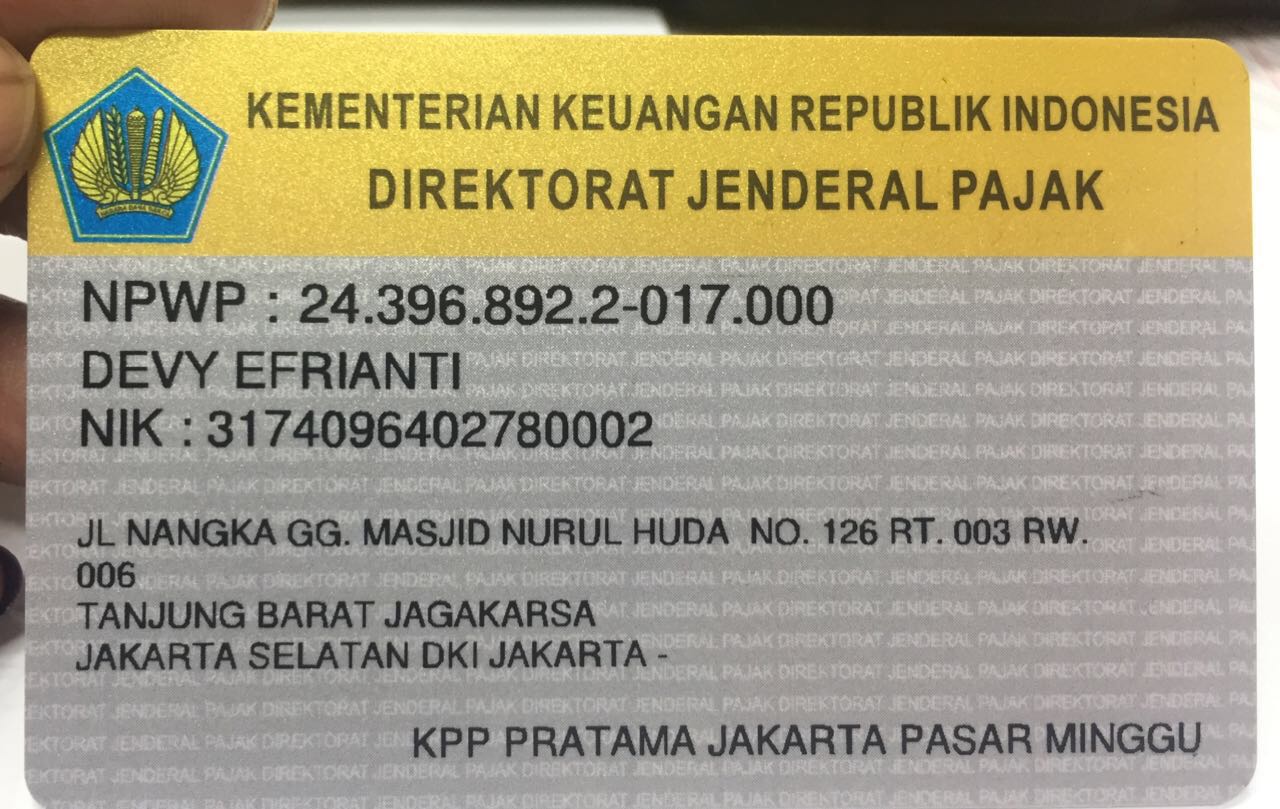 KEMENTERIAN KEUANGAN REPUBLIK INDONESIA
DIREKTORAT JENDERAL PAJAK
NPWP : 24.396.892.2-017.000
DEVY EFRIANTI
NIK : 3174096402780002
JL NANGKA GG. MASJID NURUL HUDA NO. 126 RT. 003 RW.
006
TANJUNG BARAT JAGAKARSA
JAKARTA SELATAN DKI JAKARTA -
KPP PRATAMA JAKARTA PASAR MINGGU